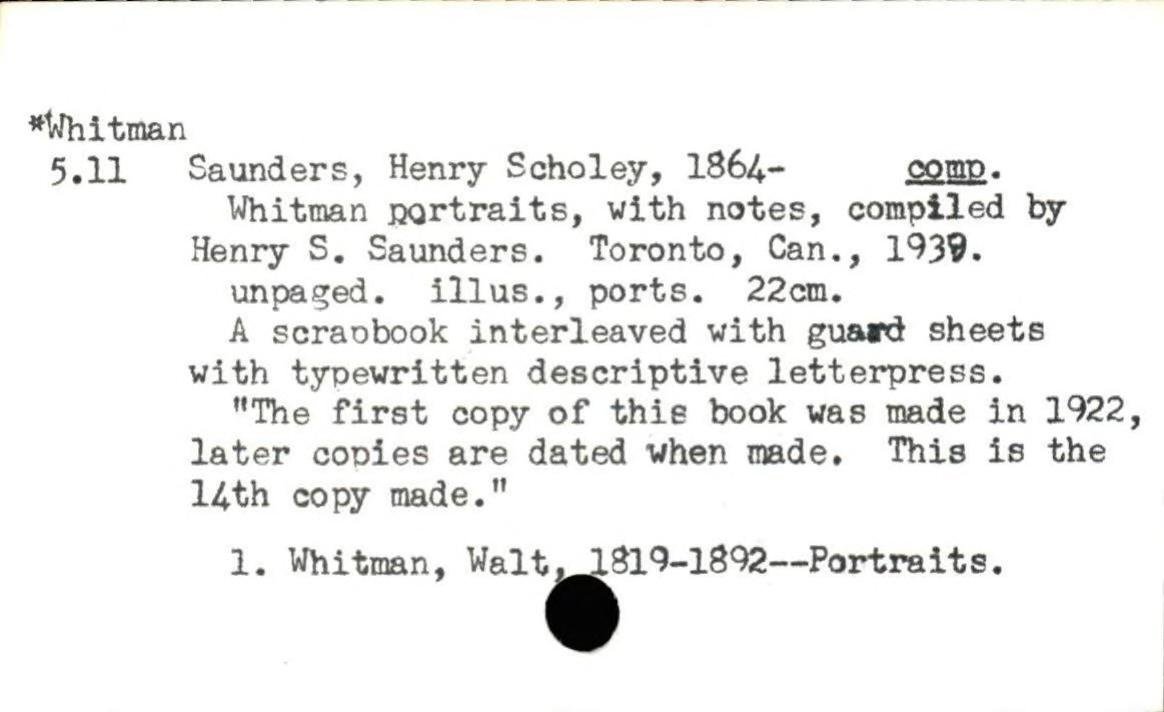 *Whitman
5.11 Saunders, Henry Scholey, 1864- comp.
Whitman portraits, with notes, compiled by
Henry S. Saunders. Toronto, Can., 1939.
unpaged. illus., ports. 22cm.
A scrapbook interleaved with guard sheets
with typewritten descriptive letterpress.
"The first copy of this book was made in 1922,
later copies are dated when made. This is the
14th copy made."
1. Whitman, Walt, 1819-1892--Portraits.